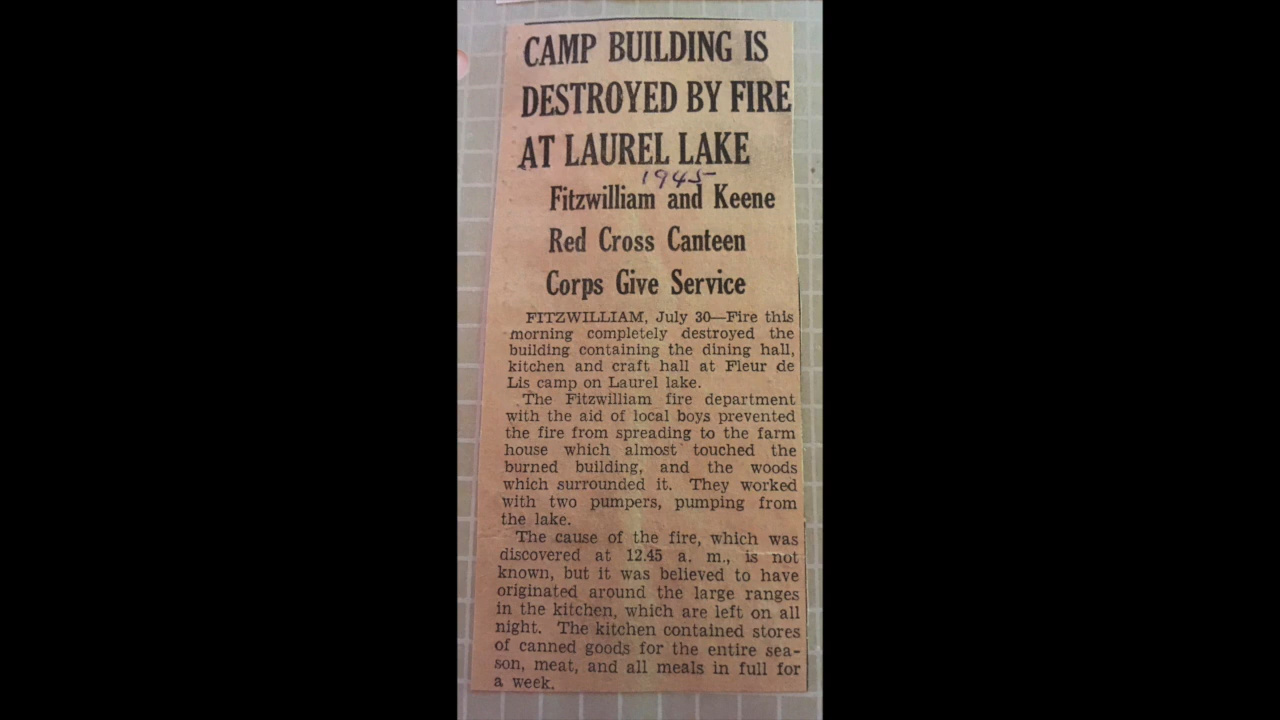 CAMP BUILDING IS
DESTROYED BY FIRE
AT LAUREL LAKE
1945
Fitzwilliam and Keene
Red Cross Canteen
Corps Give Service
FITZWILLIAM, July 30—Fire this
morning completely destroyed the
building containing the dining hall,
kitchen and craft hall at Fleur de
Lis camp on Laurel lake.
The Fitzwilliam fire department
with the aid of local boys prevented
the fire from spreading to the farm
house which almost touched the
burned building, and the woods
which surrounded it. They worked
with two pumpers, pumping from
the lake.
The cause of the fire, which was
discovered at 12.45 a. m., is not
known, but it was believed to have
originated around the large ranges
in the kitchen, which are left on all
night. The kitchen contained stores
of canned goods for the entire sea-
son, meat, and all meals in full for
a week.